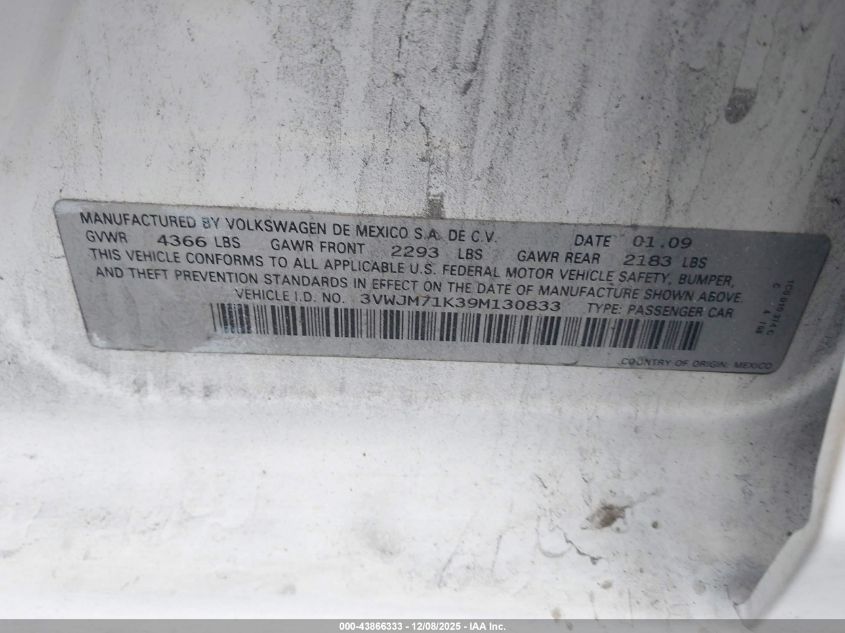 MANUFACTURED BY VOLKSWAGEN DE MEXICO S.A. DE C.V. DATE 01.09
GVWR 4366 LBS GAWR FRONT 2293 LBS GAWR REAR 2183 LBS
THIS VEHICLE CONFORMS TO ALL APPLICABLE U.S. FEDERAL MOTOR VEHICLE SAFETY, BUMPER,
AND THEFT PREVENTION STANDARDS IN EFFECT ON THE DATE OF MANUFACTURE SHOWN ABOVE.
VEHICLE I.D. NO. 3VWJM71K39M130833 TYPE: PASSENGER CAR
COUNTRY OF ORIGIN: MEXICO
000-43866333 - 12/08/2025 - IAA Inc.